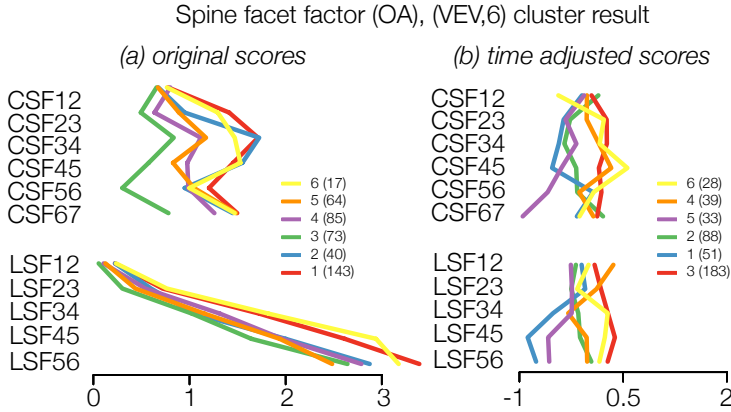 Spine facet factor (OA), (VEV,6) cluster result
(a) original scores
CSF12
CSF23
CSF34
CSF45
CSF56
CSF67
6 (17)
5 (64)
4 (85)
3 (73)
2 (40)
1 (143)
LSF12
LSF23
LSF34
LSF45
LSF56
0 1 2 3
(b) time adjusted scores
CSF12
CSF23
CSF34
CSF45
CSF56
CSF67
6 (28)
4 (39)
5 (33)
2 (88)
1 (51)
3 (183)
LSF12
LSF23
LSF34
LSF45
LSF56
-1 0.5 2